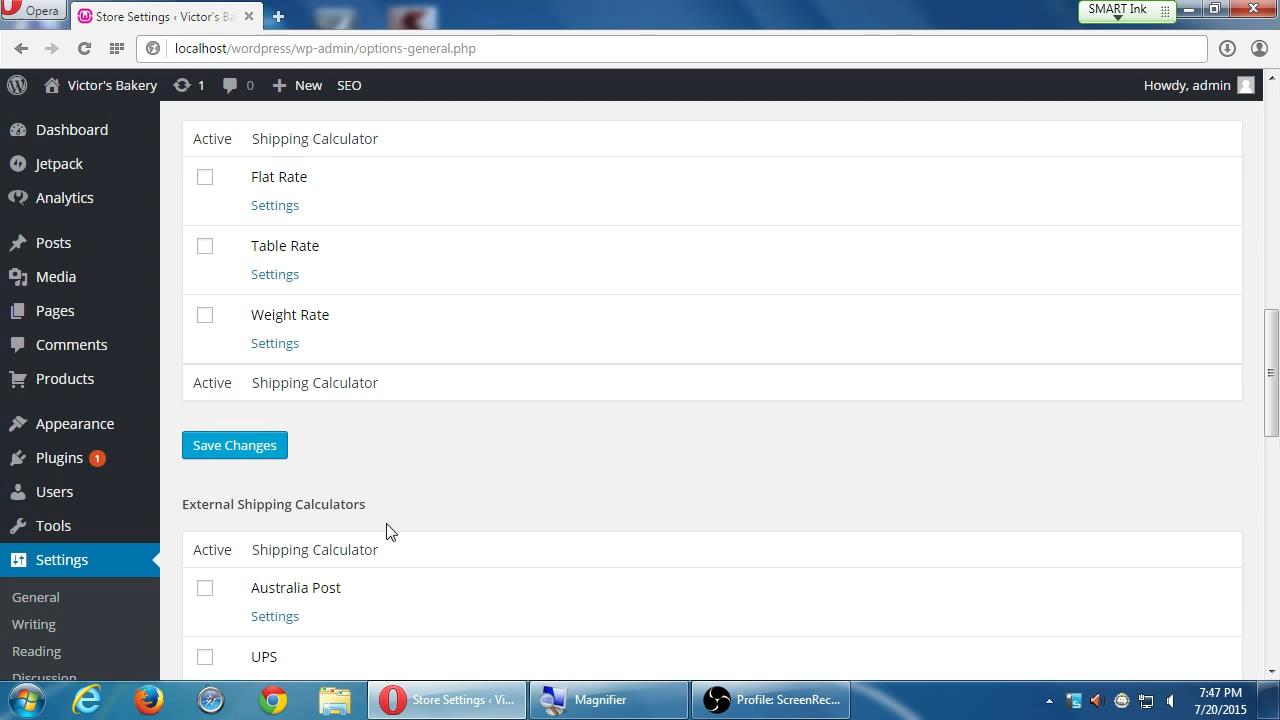 Opera
Store Settings ‹ Victor's Ba
SMART Ink
localhost/wordpress/wp-admin/options-general.php
Victor's Bakery
1
0
New
SEO
Howdy, admin
Dashboard
Jetpack
Analytics
Posts
Media
Pages
Comments
Products
Appearance
Plugins 1
Users
Tools
Settings
General
Writing
Reading
Discussion
Active Shipping Calculator
Flat Rate
Settings
Table Rate
Settings
Weight Rate
Settings
Active Shipping Calculator
Save Changes
External Shipping Calculators
Active Shipping Calculator
Australia Post
Settings
UPS
Store Settings ‹ Vi...
Magnifier
Profile: ScreenRec...
7:47 PM
7/20/2015